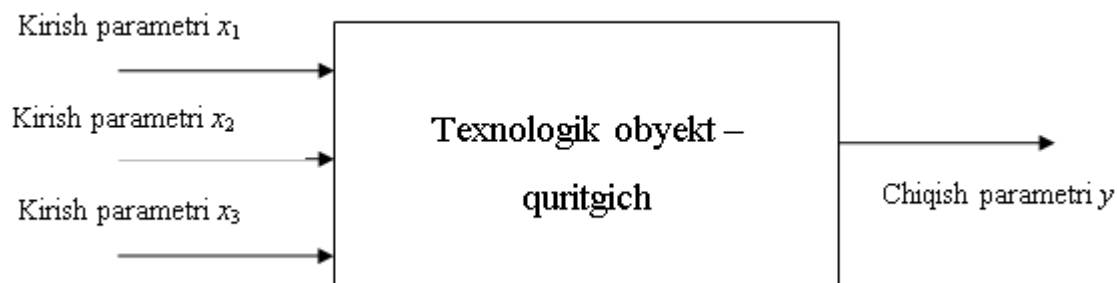 Kirish parametri x₁
Kirish parametri x₂
Kirish parametri x₃
Texnologik obyekt –
quritgich
Chiqish parametri y